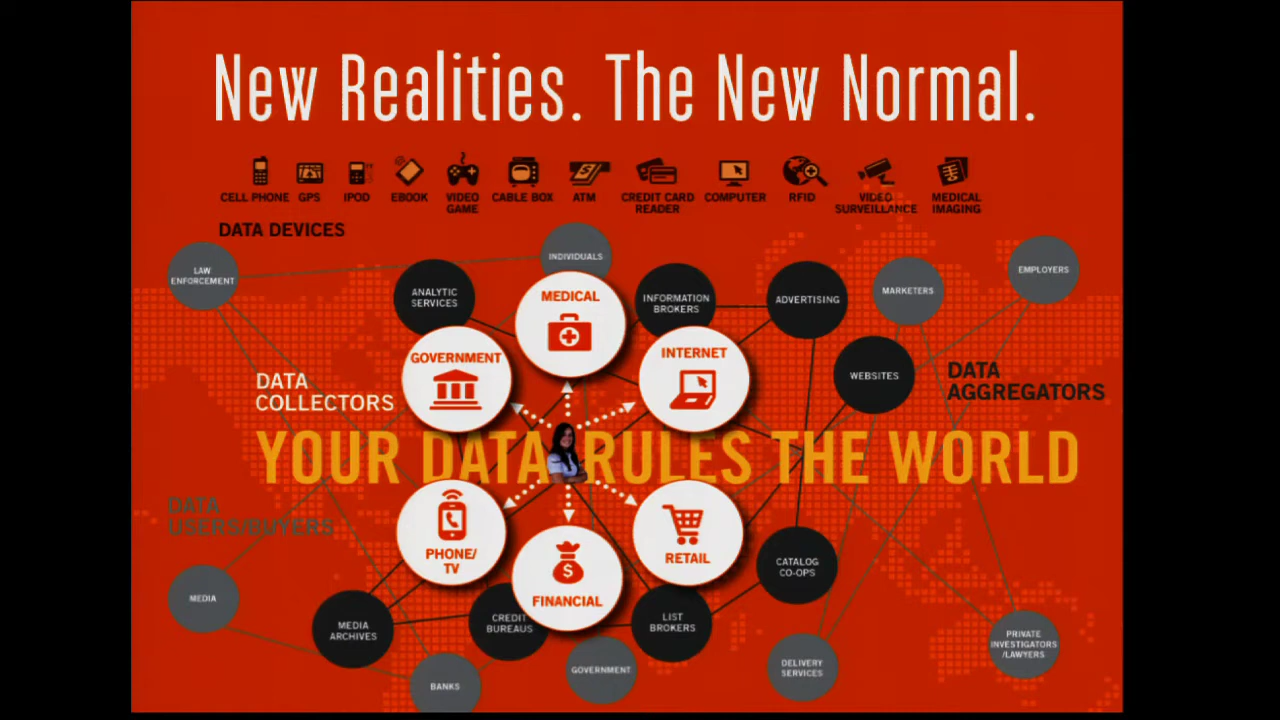 New Realities. The New Normal.
CELL PHONE
GPS
IPOD
EBOOK
VIDEO
GAME
CABLE BOX
ATM
CREDIT CARD
READER
COMPUTER
RFID
VIDEO
SURVEILLANCE
MEDICAL
IMAGING
DATA DEVICES
LAW
ENFORCEMENT
INDIVIDUALS
EMPLOYERS
ANALYTIC
SERVICES
MEDICAL
INFORMATION
BROKERS
ADVERTISING
MARKETERS
GOVERNMENT
INTERNET
WEBSITES
DATA
AGGREGATORS
DATA
COLLECTORS
YOUR DATA RULES THE WORLD
DATA
USERS/BUYERS
PHONE/
TV
$
FINANCIAL
RETAIL
CATALOG
CO-OPS
MEDIA
MEDIA
ARCHIVES
CREDIT
BUREAUS
LIST
BROKERS
BANKS
GOVERNMENT
DELIVERY
SERVICES
PRIVATE
INVESTIGATORS
/LAWYERS